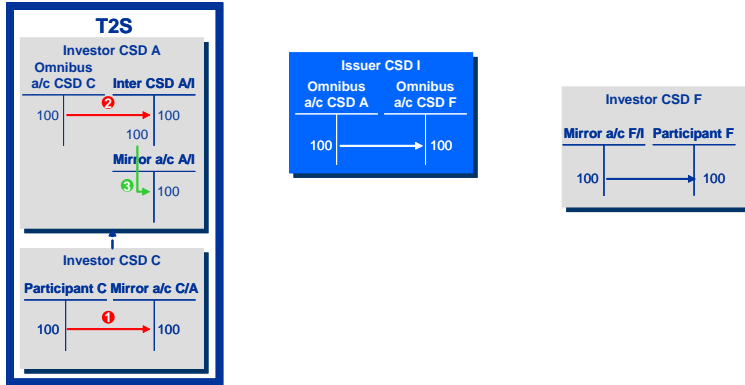 T2S
Investor CSD A
Omnibus
a/c CSD C Inter CSD A/I
100 2 100
100
Mirror a/c A/I
3 100
Investor CSD C
Participant C Mirror a/c C/A
100 1 100
Issuer CSD I
Omnibus Omnibus
a/c CSD A a/c CSD F
100 100
Investor CSD F
Mirror a/c F/I Participant F
100 100